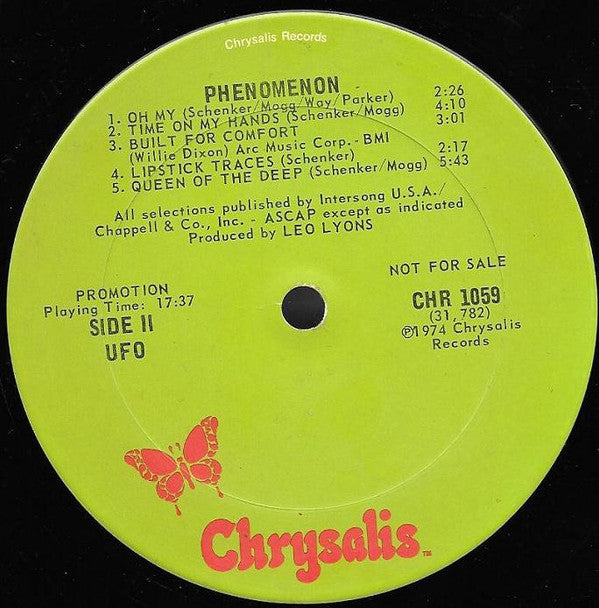 Chrysalis Records
PHENOMENON
1. OH MY (Schenker/Mogg/Way/Parker) 2:26
2. TIME ON MY HANDS (Schenker/Mogg) 4:10
3. BUILT FOR COMFORT 3:01
(Willie Dixon) Arc Music Corp. - BMI
4. LIPSTICK TRACES (Schenker) 2:17
5. QUEEN OF THE DEEP (Schenker/Mogg) 5:43
All selections published by Intersong U.S.A./
Chappell & Co., Inc. - ASCAP except as indicated
Produced by LEO LYONS
PROMOTION
Playing Time: 17:37
SIDE II
UFO
NOT FOR SALE
CHR 1059
(31,782)
℗1974 Chrysalis
Records
Chrysalis™